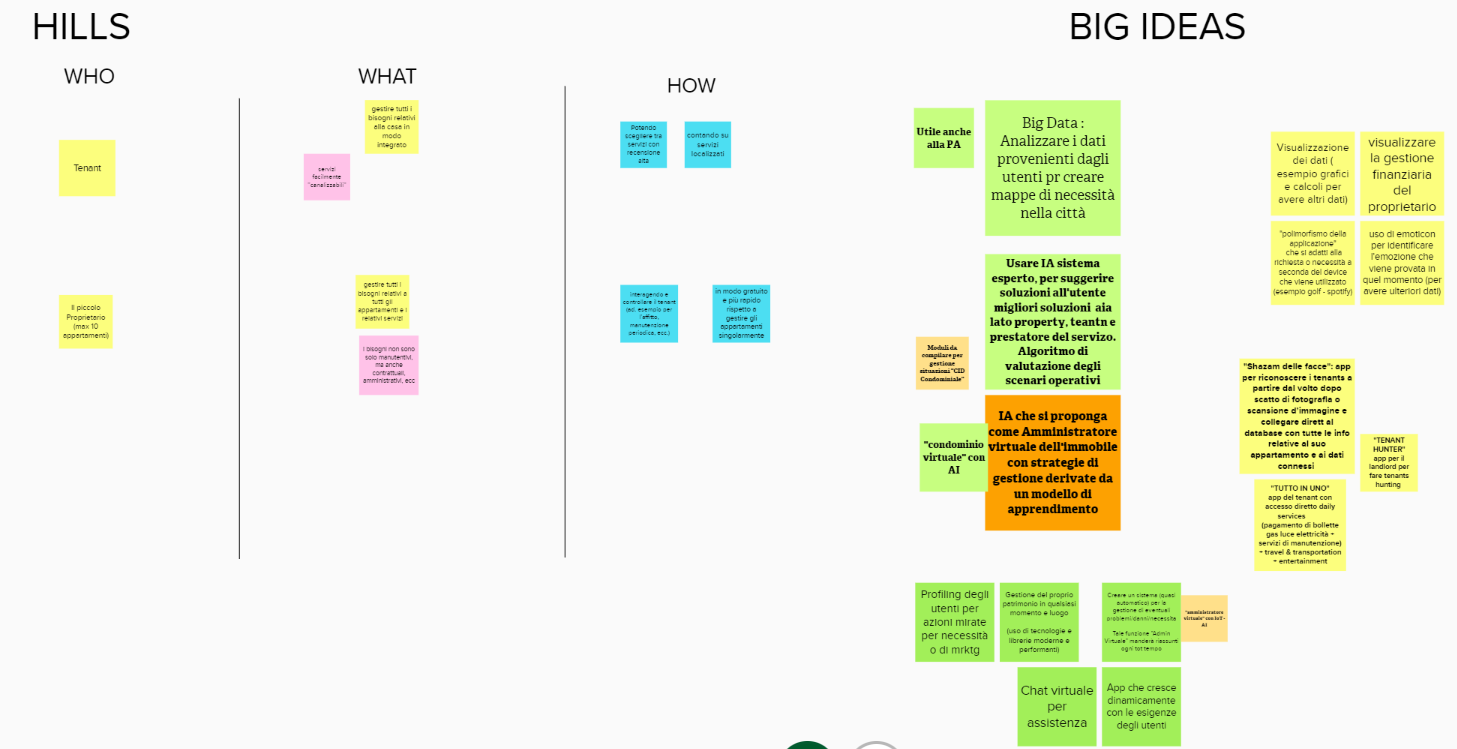 HILLS
BIG IDEAS
WHO
WHAT
HOW
Tenant
gestire tutti i
bisogni relativi
alla casa in
modo
integrato
servizi
facilmente
"canalizzabili"
Potendo
scegliere tra
servizi con
recensione
alta
contando su
servizi
localizzati
Il piccolo
Proprietario
(max 10
appartamenti)
gestire tutti i
bisogni relativi a
tutti gli
appartamenti e i
relativi servizi
I bisogni non sono
solo manutentivi,
ma anche
contrattuali,
amministrativi, ecc
Interagendo e
controllare i tenant
(ad. esempio per
l'affitto,
manutenzione
periodica, ecc.)
in modo gratuito
e più rapido
rispetto a
gestire gli
appartamenti
singolarmente
Utile anche
alla PA
Big Data :
Analizzare i dati
provenienti dagli
utenti pr creare
mappe di necessità
nella città
Usare IA sistema
esperto, per suggerire
soluzioni all'utente
migliori soluzioni aia
lato property, teantn e
prestatore del servizo.
Algoritmo di
valutazione degli
scenari operativi
Moduli da
compilare per
gestione
situazioni "CID
Condominiale"
"condominio
virtuale" con
AI
IA che si proponga
come Amministratore
virtuale dell'immobile
con strategie di
gestione derivate da
un modello di
apprendimento
Visualizzazione
dei dati (
esempio grafici
e calcoli per
avere altri dati)
visualizzare
la gestione
finanziaria
del
proprietario
"polimorfismo della
applicazione"
che si adatti alla
richiesta o necessità a
seconda del device
che viene utilizzato
(esempio golf - spotify)
uso di emoticon
per identificare
l'emozione che
viene provata in
quel momento (per
avere ulteriori dati)
"Shazam delle facce": app
per riconoscere i tenants a
partire dal volto dopo
scatto di fotografia o
scansione d'immagine e
collegare dirett al
database con tutte le info
relative al suo
appartamento e ai dati
connessi
"TENANT
HUNTER"
app per il
landlord per
fare tenants
hunting
"TUTTO IN UNO"
app del tenant con
accesso diretto daily
services
(pagamento di bollette
gas luce elettricità +
servizi di manutenzione)
+ travel & transportation
+ entertainment
Profiling degli
utenti per
azioni mirate
per necessità
o di mrktg
Gestione del proprio
patrimonio in qualsiasi
momento e luogo
(uso di tecnologie e
librerie moderne e
performanti)
Creare un sistema (quasi
automatico) per la
gestione di eventuali
problemi/danni/necessità
Tale funzione "Admin
Virtuale" manderà riassunti
ogni tot tempo
"amministratore
virtuale" con IoT -
AI
Chat virtuale
per
assistenza
App che cresce
dinamicamente
con le esigenze
degli utenti